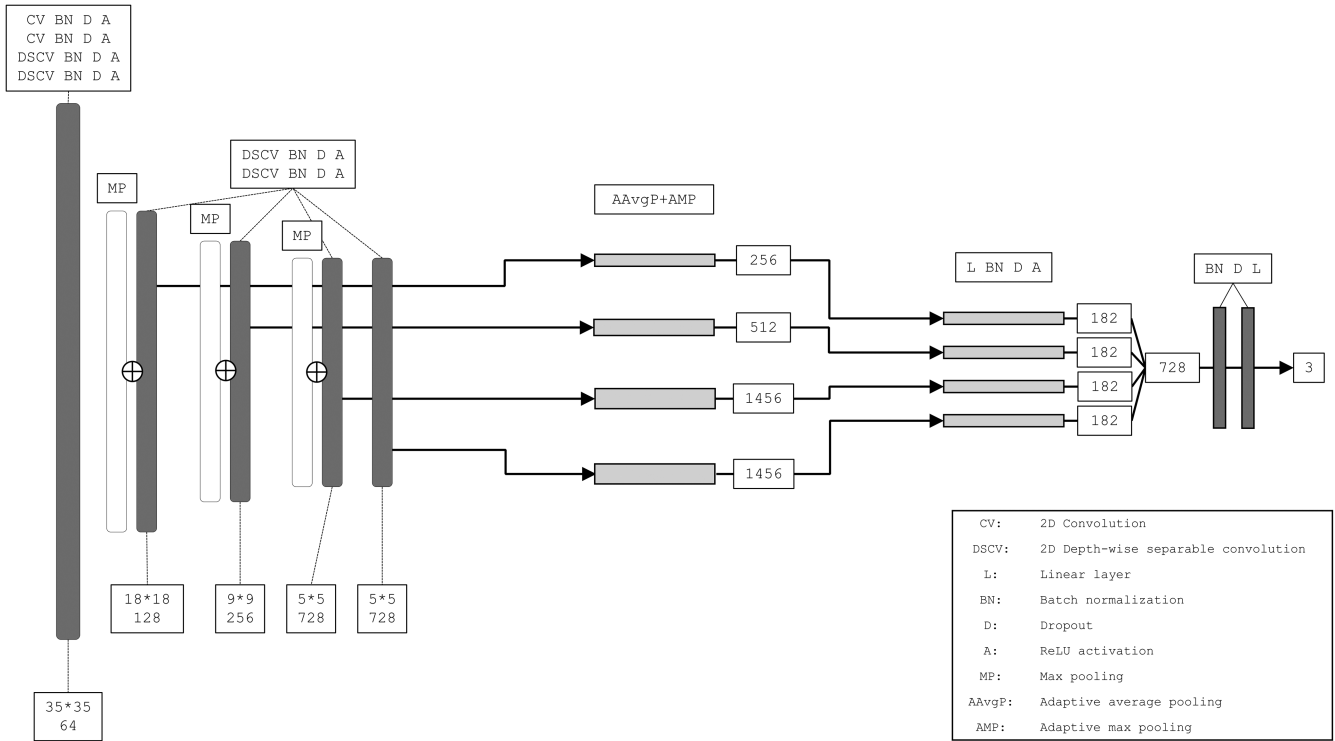 CV BN D A
CV BN D A
DSCV BN D A
DSCV BN D A
DSCV BN D A
DSCV BN D A
MP
MP
MP
AAvgP+AMP
256
512
1456
1456
L BN D A
182
182
182
182
728
BN D L
3
18*18
128
9*9
256
5*5
728
5*5
728
35*35
64
CV: 2D Convolution
DSCV: 2D Depth-wise separable convolution
L: Linear layer
BN: Batch normalization
D: Dropout
A: ReLU activation
MP: Max pooling
AAvgP: Adaptive average pooling
AMP: Adaptive max pooling